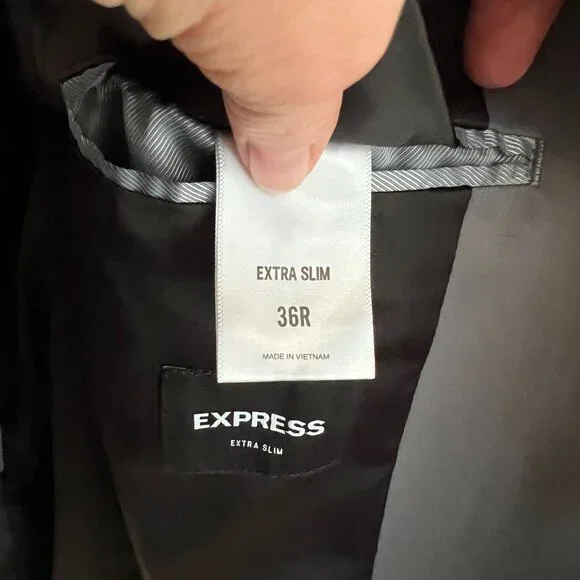 EXTRA SLIM
36R
MADE IN VIETNAM
EXPRESS
EXTRA SLIM